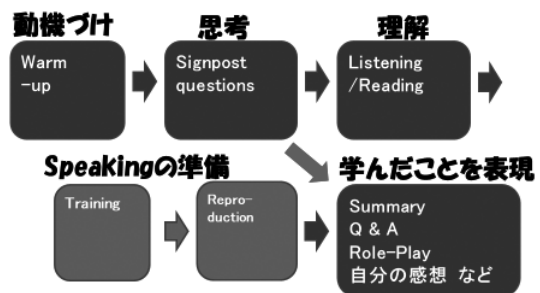 動機づけ
思考
理解
Warm
-up
Signpost
questions
Listening
/Reading
Speakingの準備
学んだことを表現
Training
Repro-
duction
Summary
Q & A
Role-Play
自分の感想 など